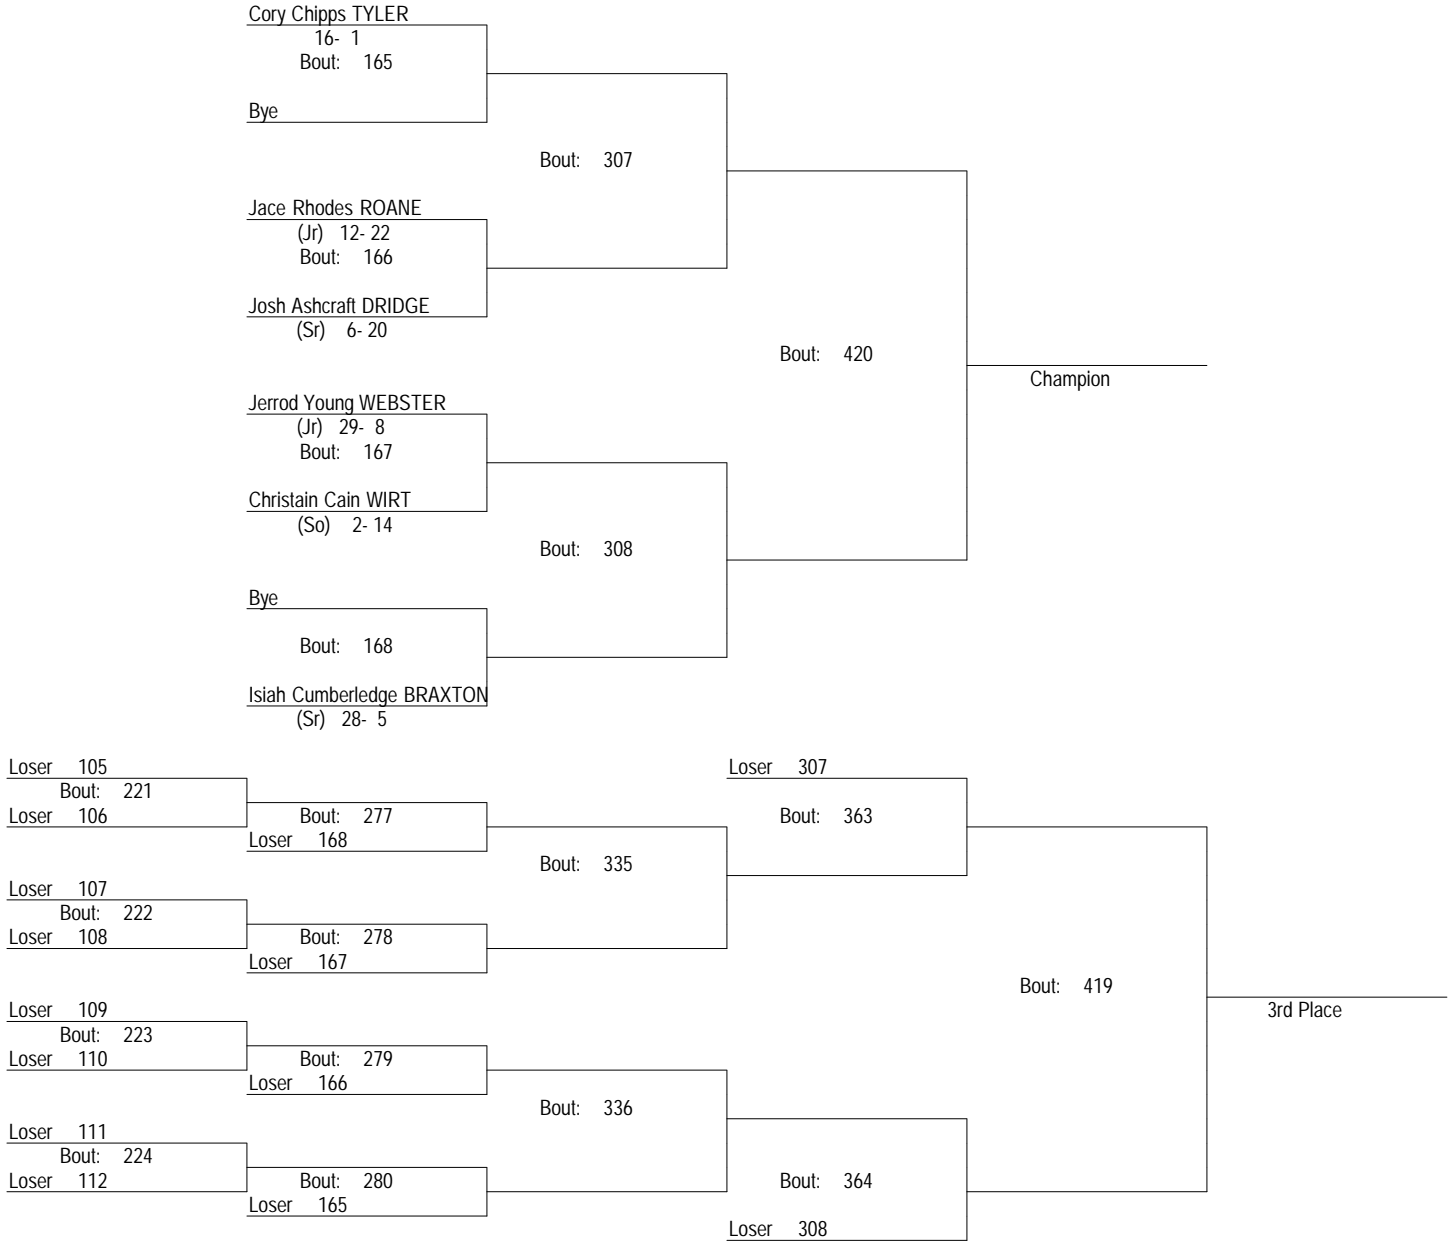 Cory Chipps TYLER
16- 1
Bout: 165
Bye
Bout: 307
Jace Rhodes ROANE
(Jr) 12- 22
Bout: 166
Josh Ashcraft DRIDGE
(Sr) 6- 20
Bout: 420
Champion
Jerrod Young WEBSTER
(Jr) 29- 8
Bout: 167
Christain Cain WIRT
(So) 2- 14
Bout: 308
Bye
Bout: 168
Isiah Cumberledge BRAXTON
(Sr) 28- 5
Loser 105
Bout: 221
Loser 106
Bout: 277
Loser 168
Bout: 335
Loser 307
Bout: 363
Loser 107
Bout: 222
Loser 108
Bout: 278
Loser 167
Bout: 419
3rd Place
Loser 109
Bout: 223
Loser 110
Bout: 279
Loser 166
Bout: 336
Loser 111
Bout: 224
Loser 112
Bout: 280
Loser 165
Bout: 364
Loser 308